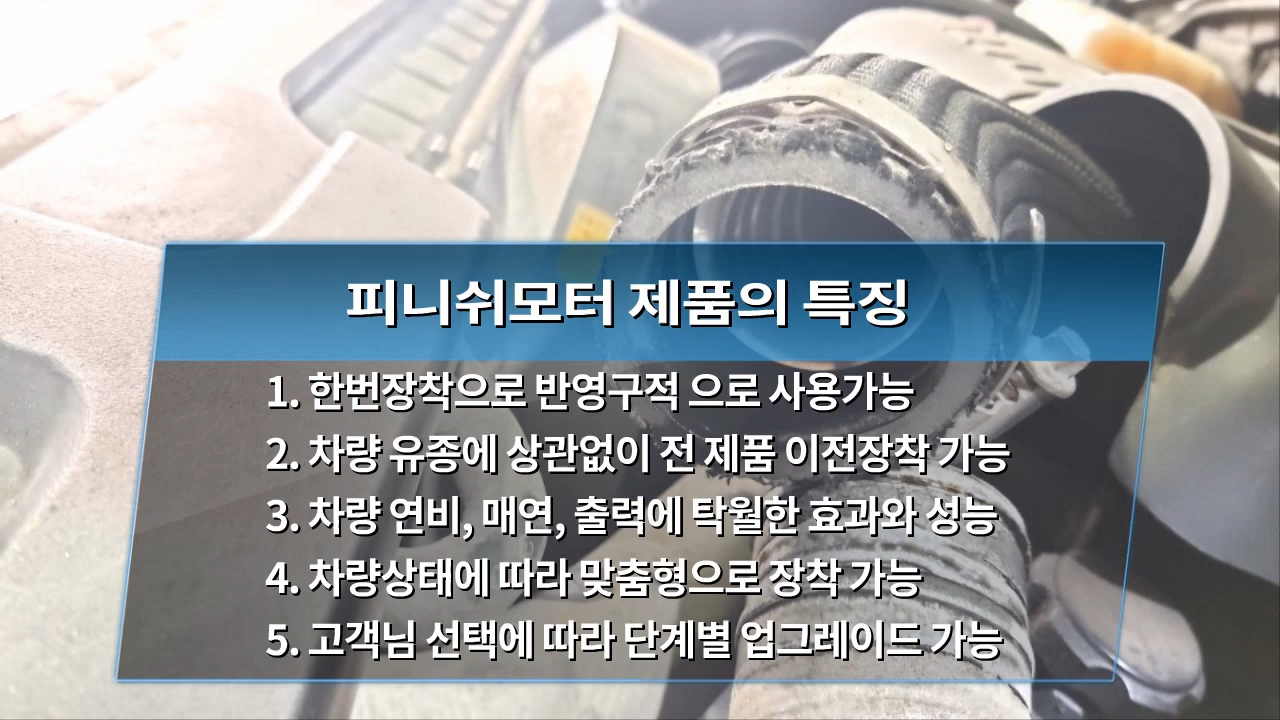 피니쉬모터 제품의 특징
1. 한번장착으로 반영구적 으로 사용가능
2. 차량 유종에 상관없이 전 제품 이전장착 가능
3. 차량 연비, 매연, 출력에 탁월한 효과와 성능
4. 차량상태에 따라 맞춤형으로 장착 가능
5. 고객님 선택에 따라 단계별 업그레이드 가능